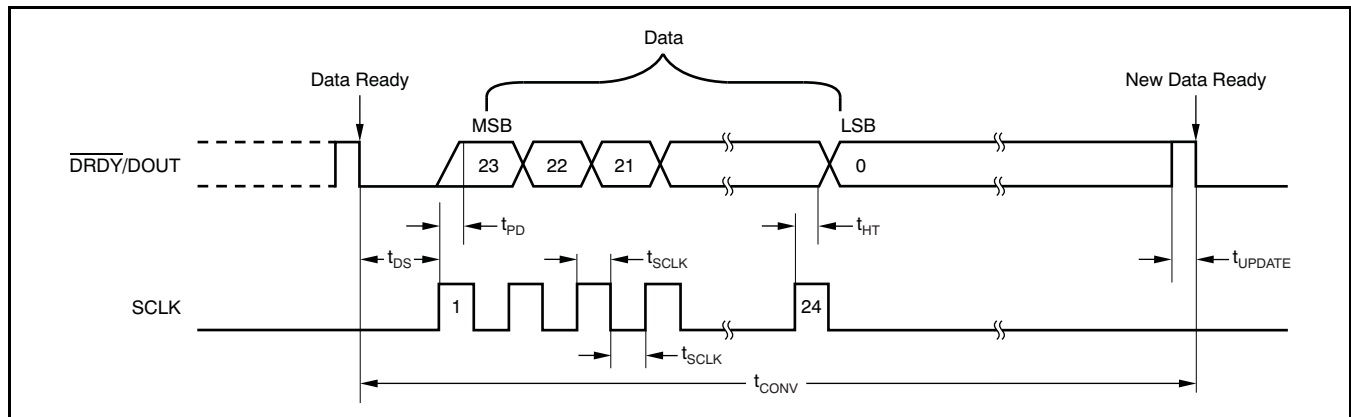 Data
Data Ready
New Data Ready
MSB
LSB
DRDY/DOUT
23
22
21
0
tPD
tHT
tDS
tSCLK
tUPDATE
SCLK
1
24
tSCLK
tCONV